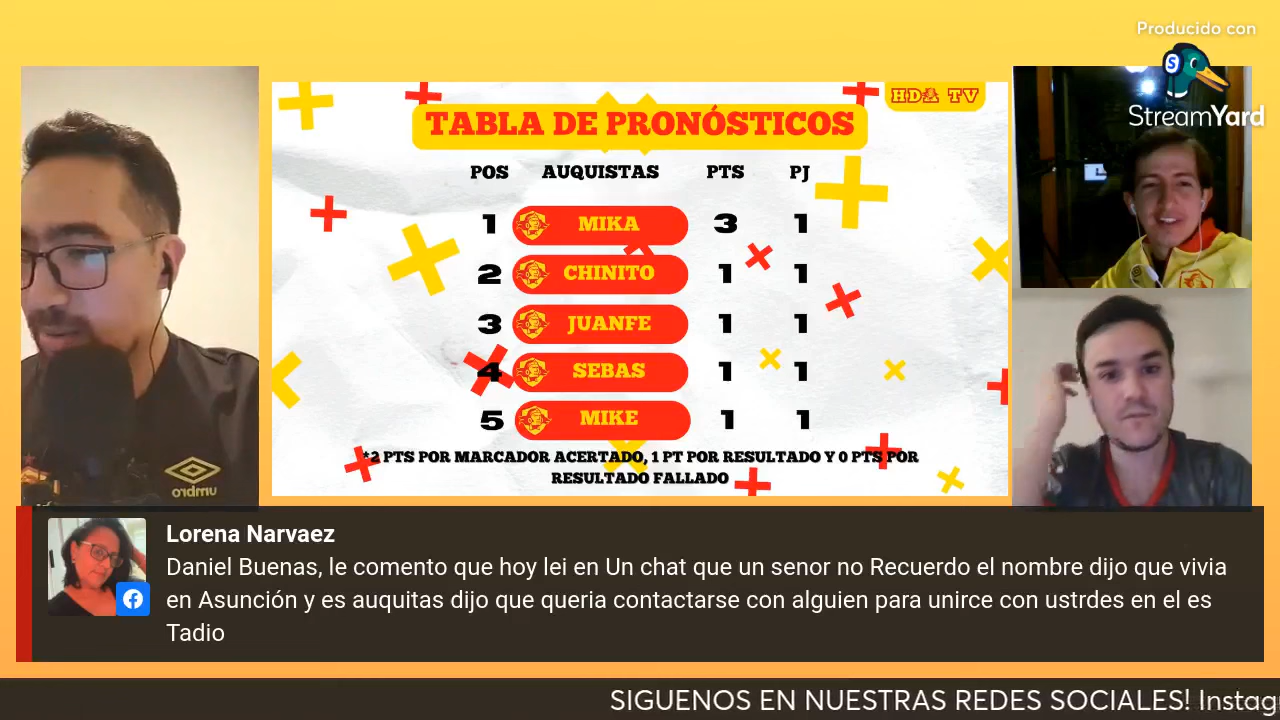 Producido con
StreamYard
HDA TV
TABLA DE PRONÓSTICOS
POS AUQUISTAS PTS PJ
1 MIKA 3 1
2 CHINITO 1 1
3 JUANFE 1 1
4 SEBAS 1 1
5 MIKE 1 1
*2 PTS POR MARCADOR ACERTADO, 1 PT POR RESULTADO Y 0 PTS POR
RESULTADO FALLADO
umbro
Lorena Narvaez
Daniel Buenas, le comento que hoy lei en Un chat que un senor no Recuerdo el nombre dijo que vivia
en Asunción y es auquitas dijo que queria contactarse con alguien para unirce con ustrdes en el es
Tadio
SIGUENOS EN NUESTRAS REDES SOCIALES! Instag